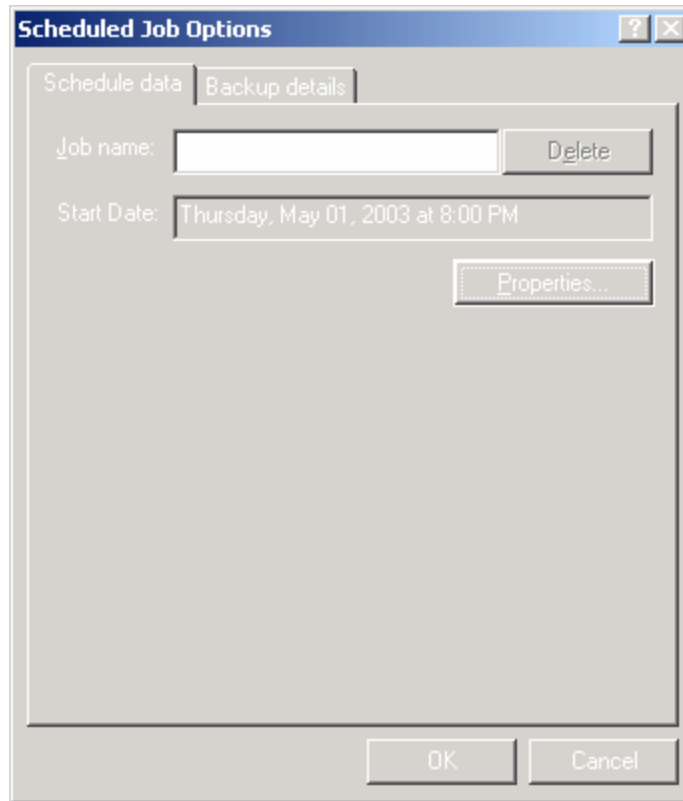 Scheduled Job Options
Schedule data Backup details
Job name: Delete
Start Date: Thursday, May 01, 2003 at 8:00 PM
Properties...
OK Cancel